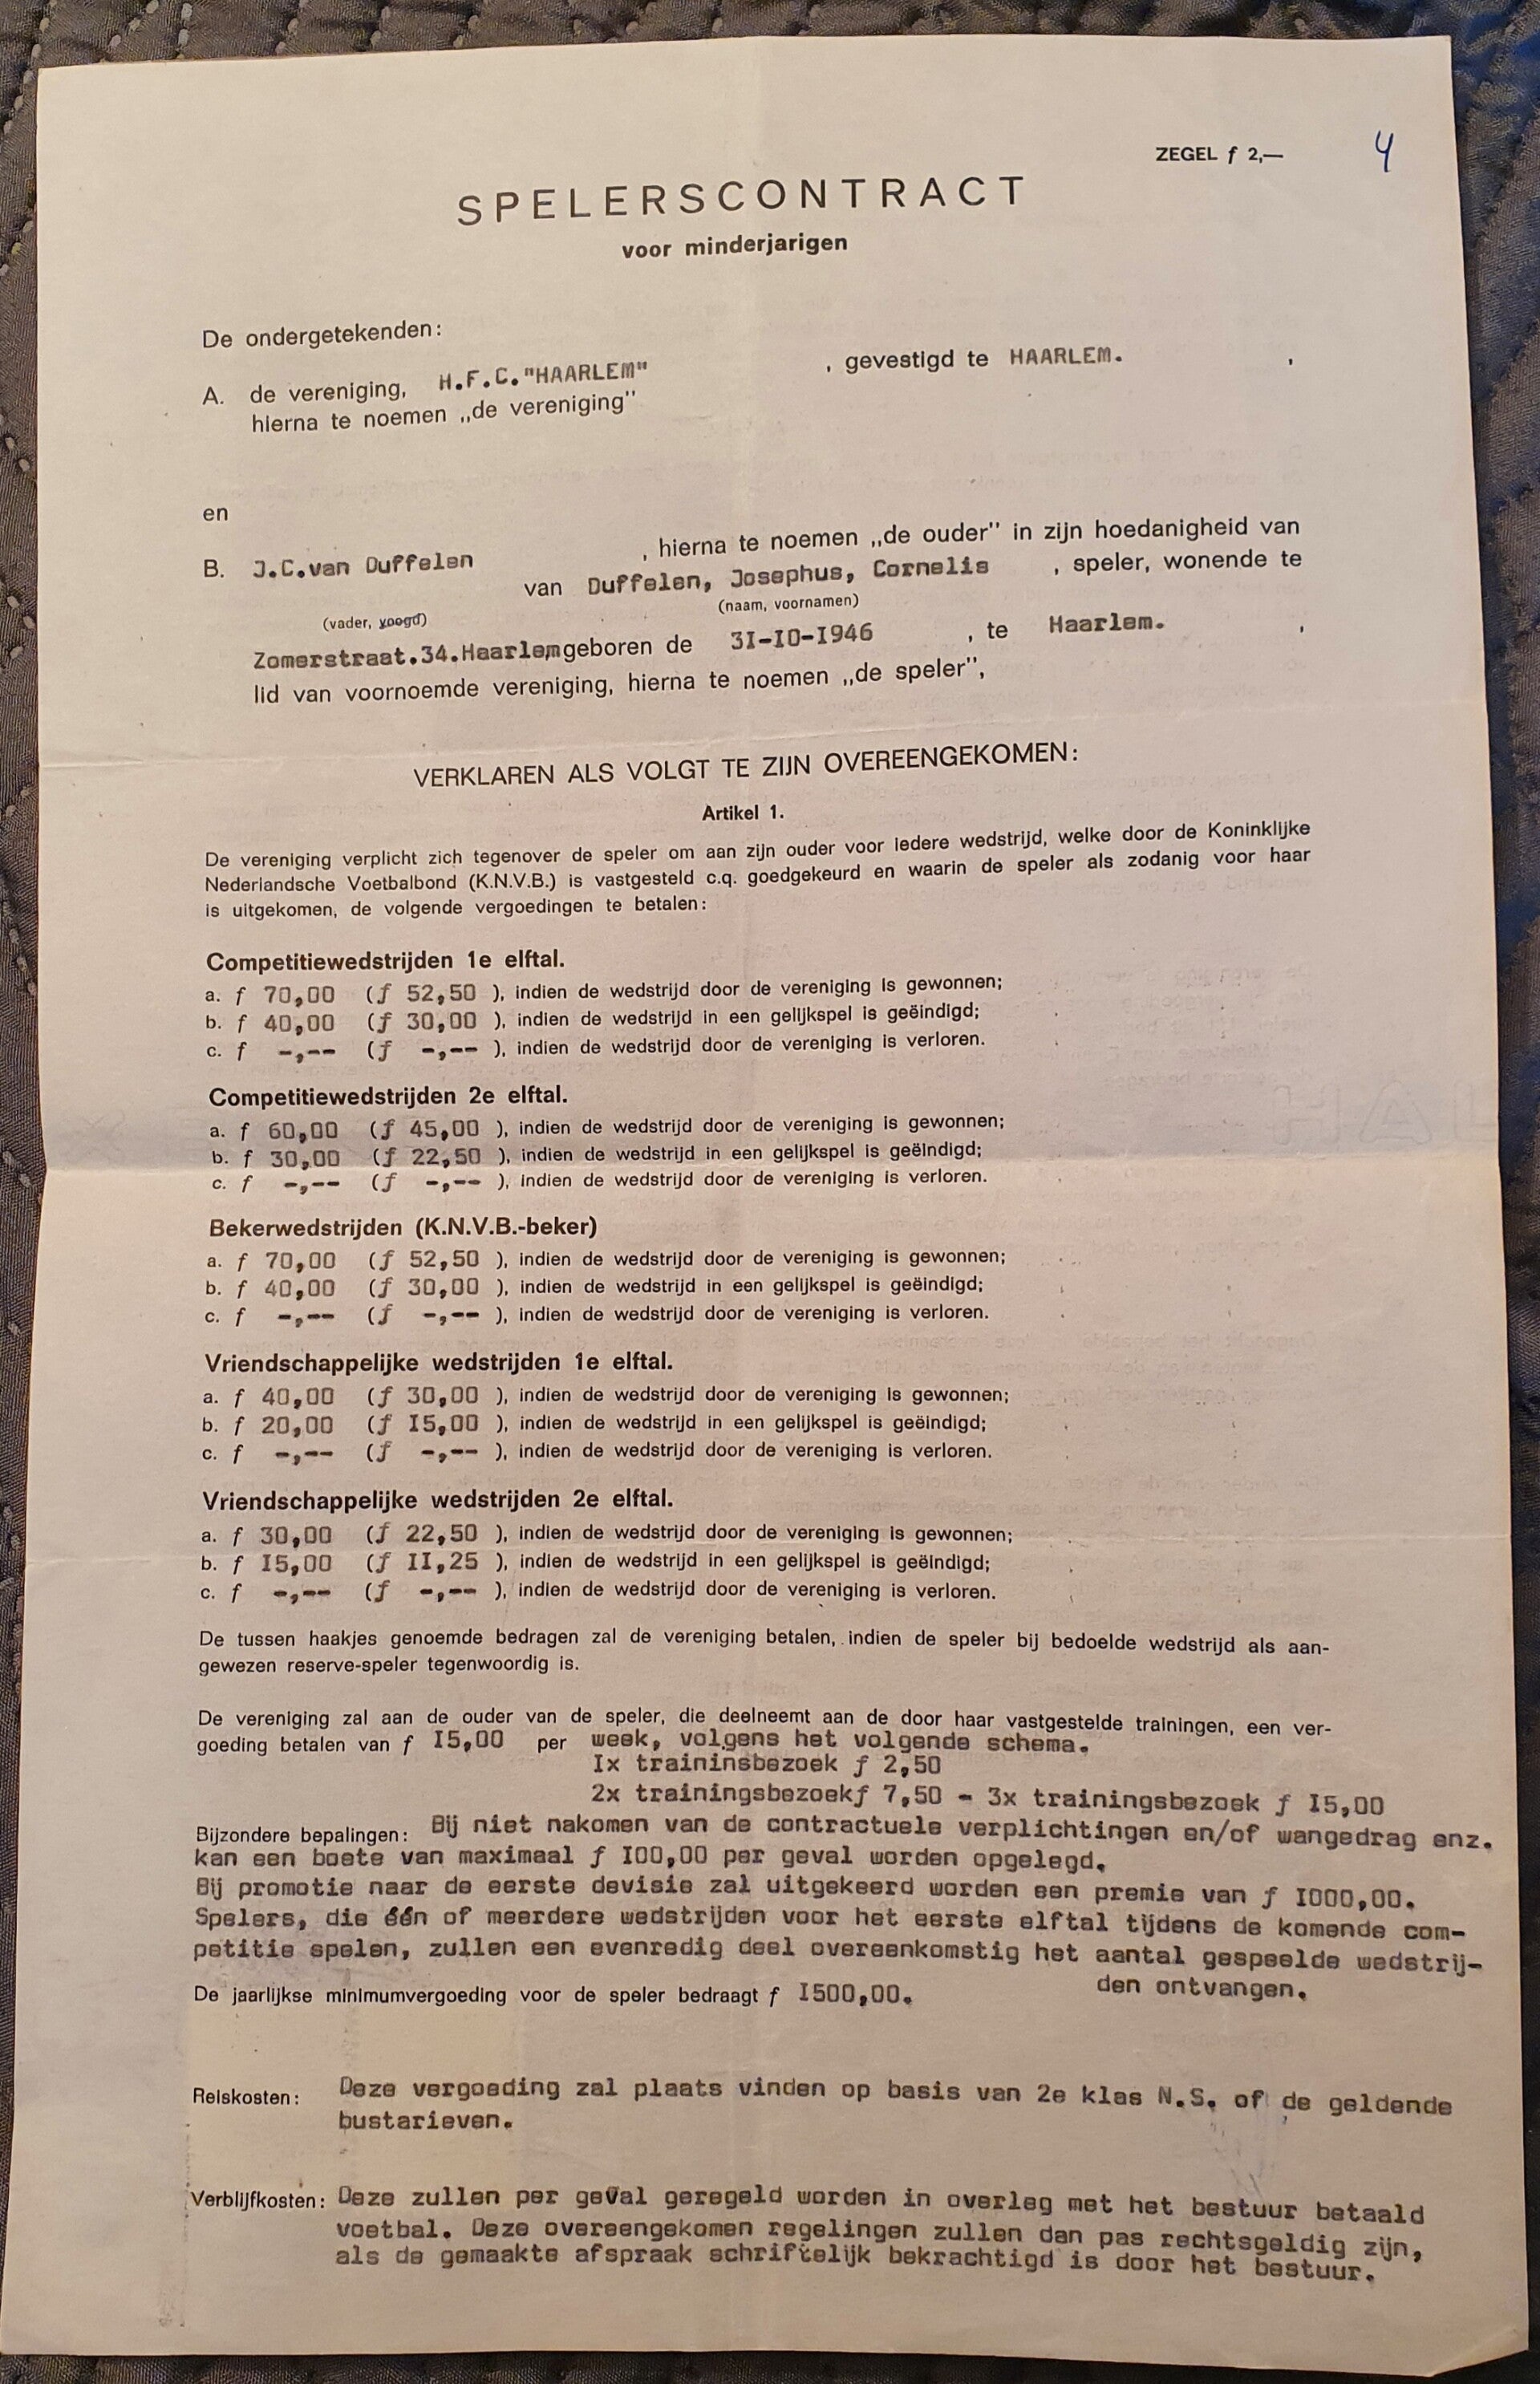 ZEGEL ƒ 2,—
4
SPELERSCONTRACT
voor minderjarigen
De ondergetekenden:
A. de vereniging, H.F.C."HAARLEM" , gevestigd te HAARLEM. ,
hierna te noemen „de vereniging"
en
B. J.C.van Duffelen , hierna te noemen „de ouder" in zijn hoedanigheid van
van Duffelen, Josephus, Cornelis , speler, wonende te
(vader, voogd) (naam, voornamen)
Zomerstraat.34.Haarlem, geboren de 31-I0-I946 , te Haarlem. ,
lid van voornoemde vereniging, hierna te noemen „de speler",
VERKLAREN ALS VOLGT TE ZIJN OVEREENGEKOMEN:
Artikel 1.
De vereniging verplicht zich tegenover de speler om aan zijn ouder voor iedere wedstrijd, welke door de Koninklijke
Nederlandsche Voetbalbond (K.N.V.B.) is vastgesteld c.q. goedgekeurd en waarin de speler als zodanig voor haar
is uitgekomen, de volgende vergoedingen te betalen:
Competitiewedstrijden 1e elftal.
a. ƒ 70,00 (ƒ 52,50 ), indien de wedstrijd door de vereniging is gewonnen;
b. ƒ 40,00 (ƒ 30,00 ), indien de wedstrijd in een gelijkspel is geëindigd;
c. ƒ -,-- (ƒ -,-- ), indien de wedstrijd door de vereniging is verloren.
Competitiewedstrijden 2e elftal.
a. ƒ 60,00 (ƒ 45,00 ), indien de wedstrijd door de vereniging is gewonnen;
b. ƒ 30,00 (ƒ 22,50 ), indien de wedstrijd in een gelijkspel is geëindigd;
c. ƒ -,-- (ƒ -,-- ), indien de wedstrijd door de vereniging is verloren.
Bekerwedstrijden (K.N.V.B.-beker)
a. ƒ 70,00 (ƒ 52,50 ), indien de wedstrijd door de vereniging is gewonnen;
b. ƒ 40,00 (ƒ 30,00 ), indien de wedstrijd in een gelijkspel is geëindigd;
c. ƒ -,-- (ƒ -,-- ), indien de wedstrijd door de vereniging is verloren.
Vriendschappelijke wedstrijden 1e elftal.
a. ƒ 40,00 (ƒ 30,00 ), indien de wedstrijd door de vereniging is gewonnen;
b. ƒ 20,00 (ƒ I5,00 ), indien de wedstrijd in een gelijkspel is geëindigd;
c. ƒ -,-- (ƒ -,-- ), indien de wedstrijd door de vereniging is verloren.
Vriendschappelijke wedstrijden 2e elftal.
a. ƒ 30,00 (ƒ 22,50 ), indien de wedstrijd door de vereniging is gewonnen;
b. ƒ I5,00 (ƒ II,25 ), indien de wedstrijd in een gelijkspel is geëindigd;
c. ƒ -,-- (ƒ -,-- ), indien de wedstrijd door de vereniging is verloren.
De tussen haakjes genoemde bedragen zal de vereniging betalen, indien de speler bij bedoelde wedstrijd als aan-
gewezen reserve-speler tegenwoordig is.
De vereniging zal aan de ouder van de speler, die deelneemt aan de door haar vastgestelde trainingen, een ver-
goeding betalen van ƒ I5,00 per week, volgens het volgende schema.
Ix traininsbezoek ƒ 2,50
2x trainingsbezoekƒ 7,50 - 3x trainingsbezoek ƒ I5,00
Bijzondere bepalingen: Bij niet nakomen van de contractuele verplichtingen en/of wangedrag enz.
kan een boete van maximaal ƒ I00,00 per geval worden opgelegd.
Bij promotie naar de eerste devisie zal uitgekeerd worden een premie van ƒ I000,00.
Spelers, die één of meerdere wedstrijden voor het eerste elftal tijdens de komende com-
petitie spelen, zullen een evenredig deel overeenkomstig het aantal gespeelde wedstrij-
den ontvangen.
De jaarlijkse minimumvergoeding voor de speler bedraagt ƒ I500,00.
Reiskosten: Deze vergoeding zal plaats vinden op basis van 2e klas N.S. of de geldende
bustarieven.
Verblijfkosten: Deze zullen per geval geregeld worden in overleg met het bestuur betaald
voetbal. Deze overeengekomen regelingen zullen dan pas rechtsgeldig zijn,
als de gemaakte afspraak schriftelijk bekrachtigd is door het bestuur.